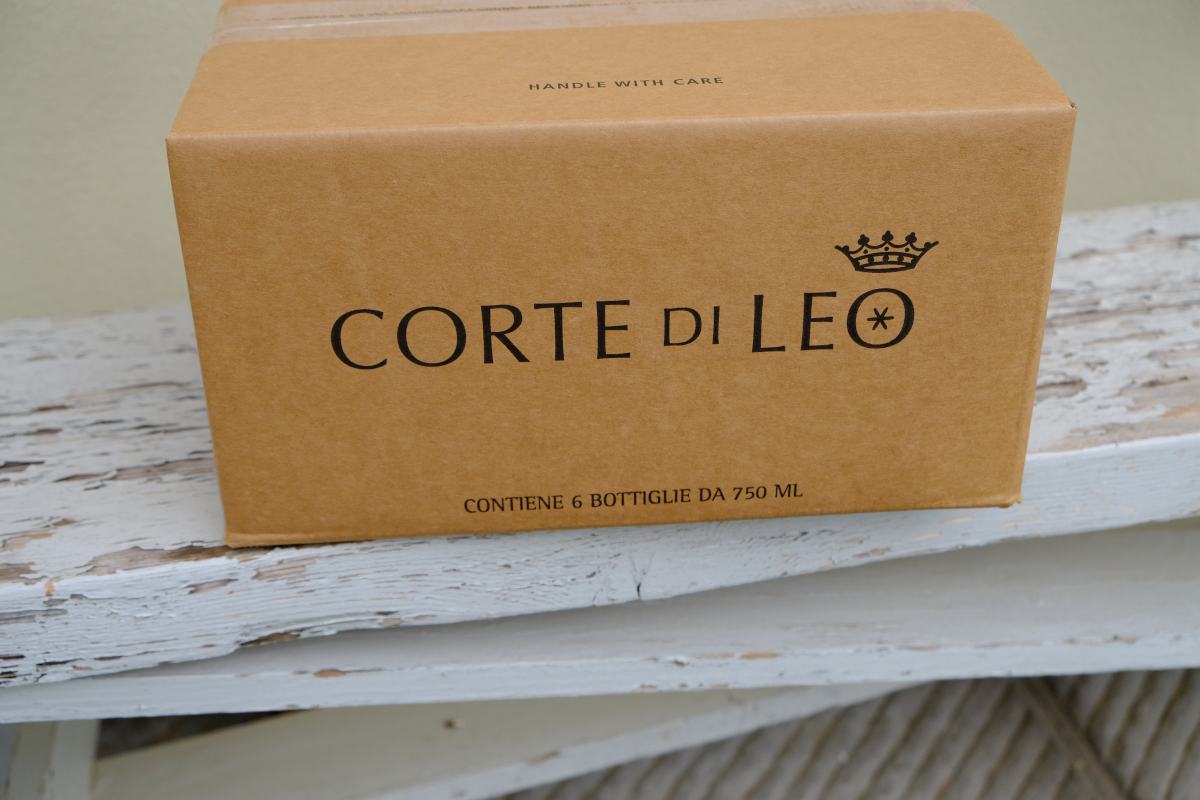 HANDLE WITH CARE
CORTE DI LEO
CONTIENE 6 BOTTIGLIE DA 750 ML